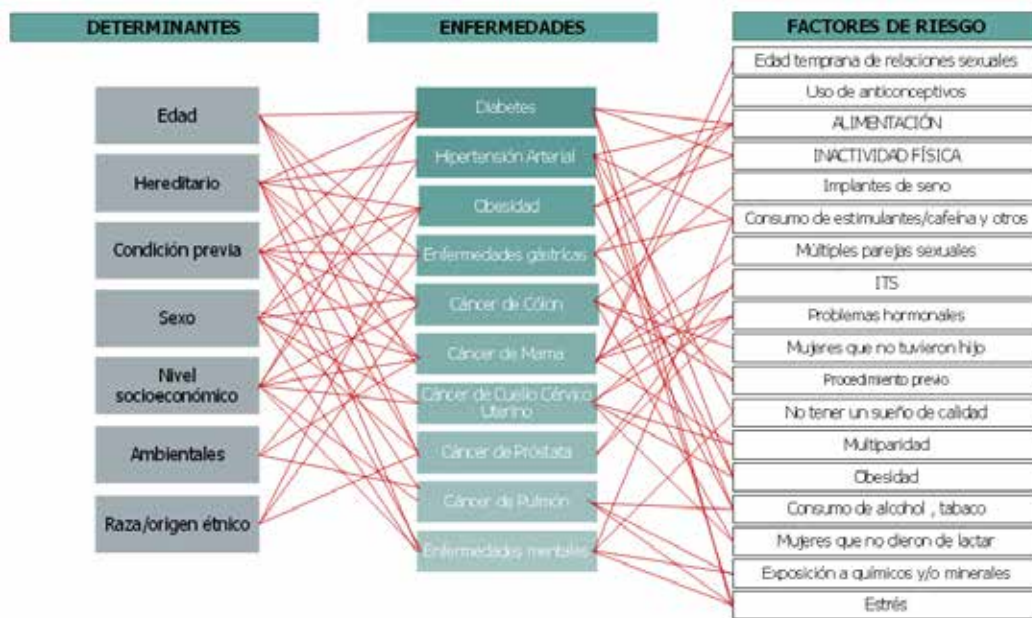 DETERMINANTES
Edad
Hereditario
Condición previa
Sexo
Nivel
socioeconómico
Ambientales
Raza/origen étnico
ENFERMEDADES
Diabetes
Hipertensión Arterial
Obesidad
Enfermedades gástricas
Cáncer de Cólon
Cáncer de Mama
Cáncer de Cuello Cérvico
Uterino
Cáncer de Próstata
Cáncer de Pulmón
Enfermedades mentales
FACTORES DE RIESGO
Edad temprana de relaciones sexuales
Uso de anticonceptivos
ALIMENTACIÓN
INACTIVIDAD FÍSICA
Implantes de seno
Consumo de estimulantes/cafeína y otros
Múltiples parejas sexuales
ITS
Problemas hormonales
Mujeres que no tuvieron hijo
Procedimiento previo
No tener un sueño de calidad
Multiparidad
Obesidad
Consumo de alcohol , tabaco
Mujeres que no dieron de lactar
Exposición a químicos y/o minerales
Estrés